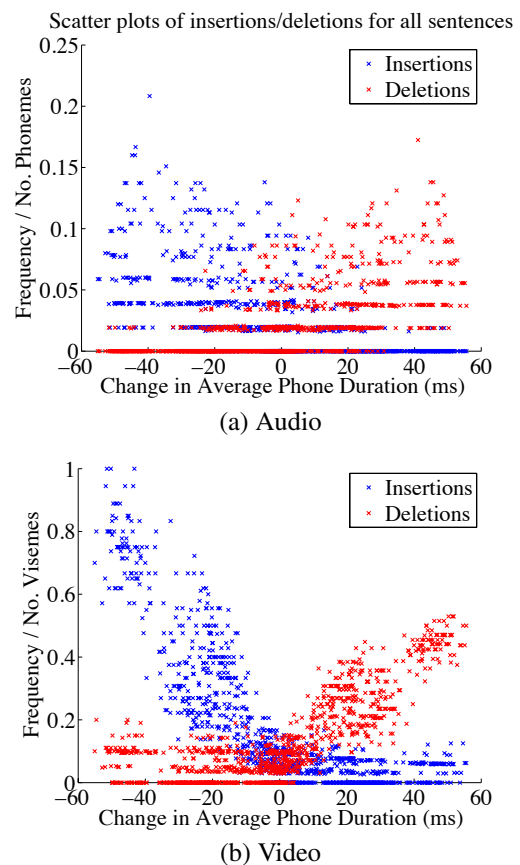 Scatter plots of insertions/deletions for all sentences
0.25
0.2
0.15
0.1
0.05
0
Frequency / No. Phonemes
× Insertions
× Deletions
−60 −40 −20 0 20 40 60
Change in Average Phone Duration (ms)
(a) Audio
1
0.8
0.6
0.4
0.2
0
Frequency / No. Visemes
× Insertions
× Deletions
−60 −40 −20 0 20 40 60
Change in Average Phone Duration (ms)
(b) Video